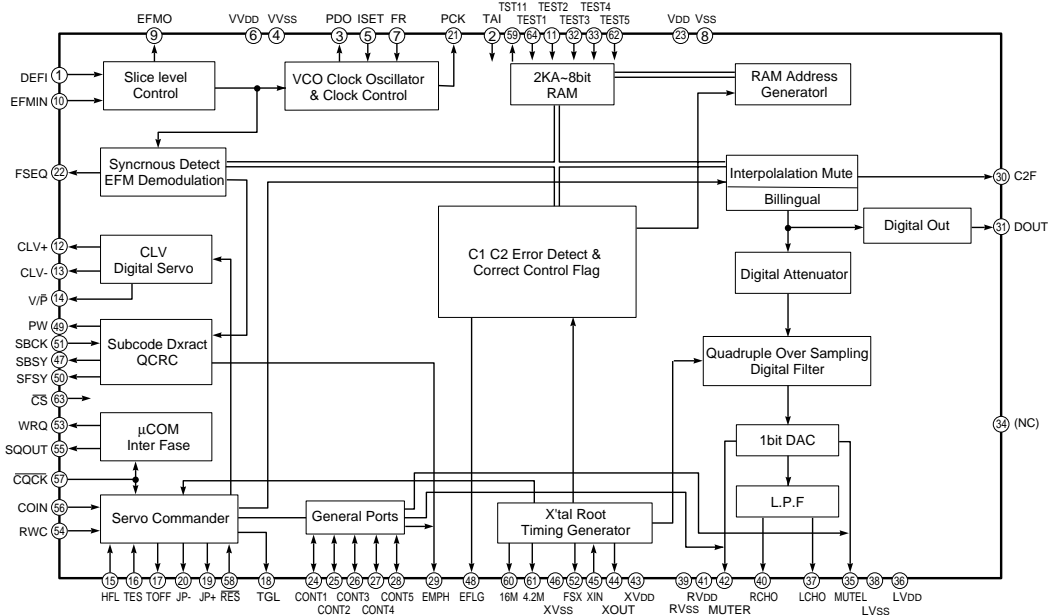 EFMO
VVDD
VVSS
PDO
ISET
FR
PCK
TAI
TST11
TEST1
TEST2
TEST3
TEST4
TEST5
VDD
VSS
9
6
4
3
5
7
21
2
59
64
11
32
33
62
23
8
DEFI
1
EFMIN
10
Slice level
Control
VCO Clock Oscillator
& Clock Control
2KA~8bit
RAM
RAM Address
Generatorl
FSEQ
22
Syncrnous Detect
EFM Demodulation
Interpolalation Mute
Billingual
30
C2F
Digital Out
31
DOUT
CLV+
12
CLV-
13
V/P̅
14
CLV
Digital Servo
C1 C2 Error Detect &
Correct Control Flag
Digital Attenuator
PW
49
SBCK
51
SBSY
47
SFSY
50
Subcode Dxract
QCRC
Quadruple Over Sampling
Digital Filter
C̅S̅
63
WRQ
53
SQOUT
55
μCOM
Inter Fase
34
(NC)
1bit DAC
C̅Q̅C̅K̅
57
COIN
56
RWC
54
Servo Commander
General Ports
X'tal Root
Timing Generator
L.P.F
15
16
17
20
19
58
18
24
25
26
27
28
29
48
60
61
46
52
45
44
43
39
41
42
40
37
35
38
36
HFL
TES
TOFF
JP-
JP+
R̅E̅S̅
TGL
CONT1
CONT2
CONT3
CONT4
CONT5
EMPH
EFLG
16M
4.2M
XVSS
FSX
XIN
XOUT
XVDD
RVSS
RVDD
MUTER
RCHO
LCHO
MUTEL
LVSS
LVDD